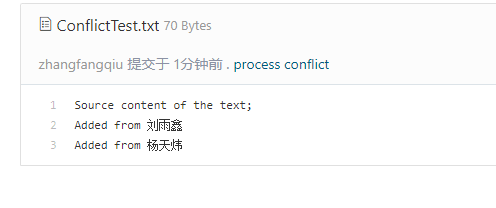 ConflictTest.txt 70 Bytes
zhangfangqiu 提交于 1分钟前 . process conflict
1 Source content of the text;
2 Added from 刘雨鑫
3 Added from 杨天炜